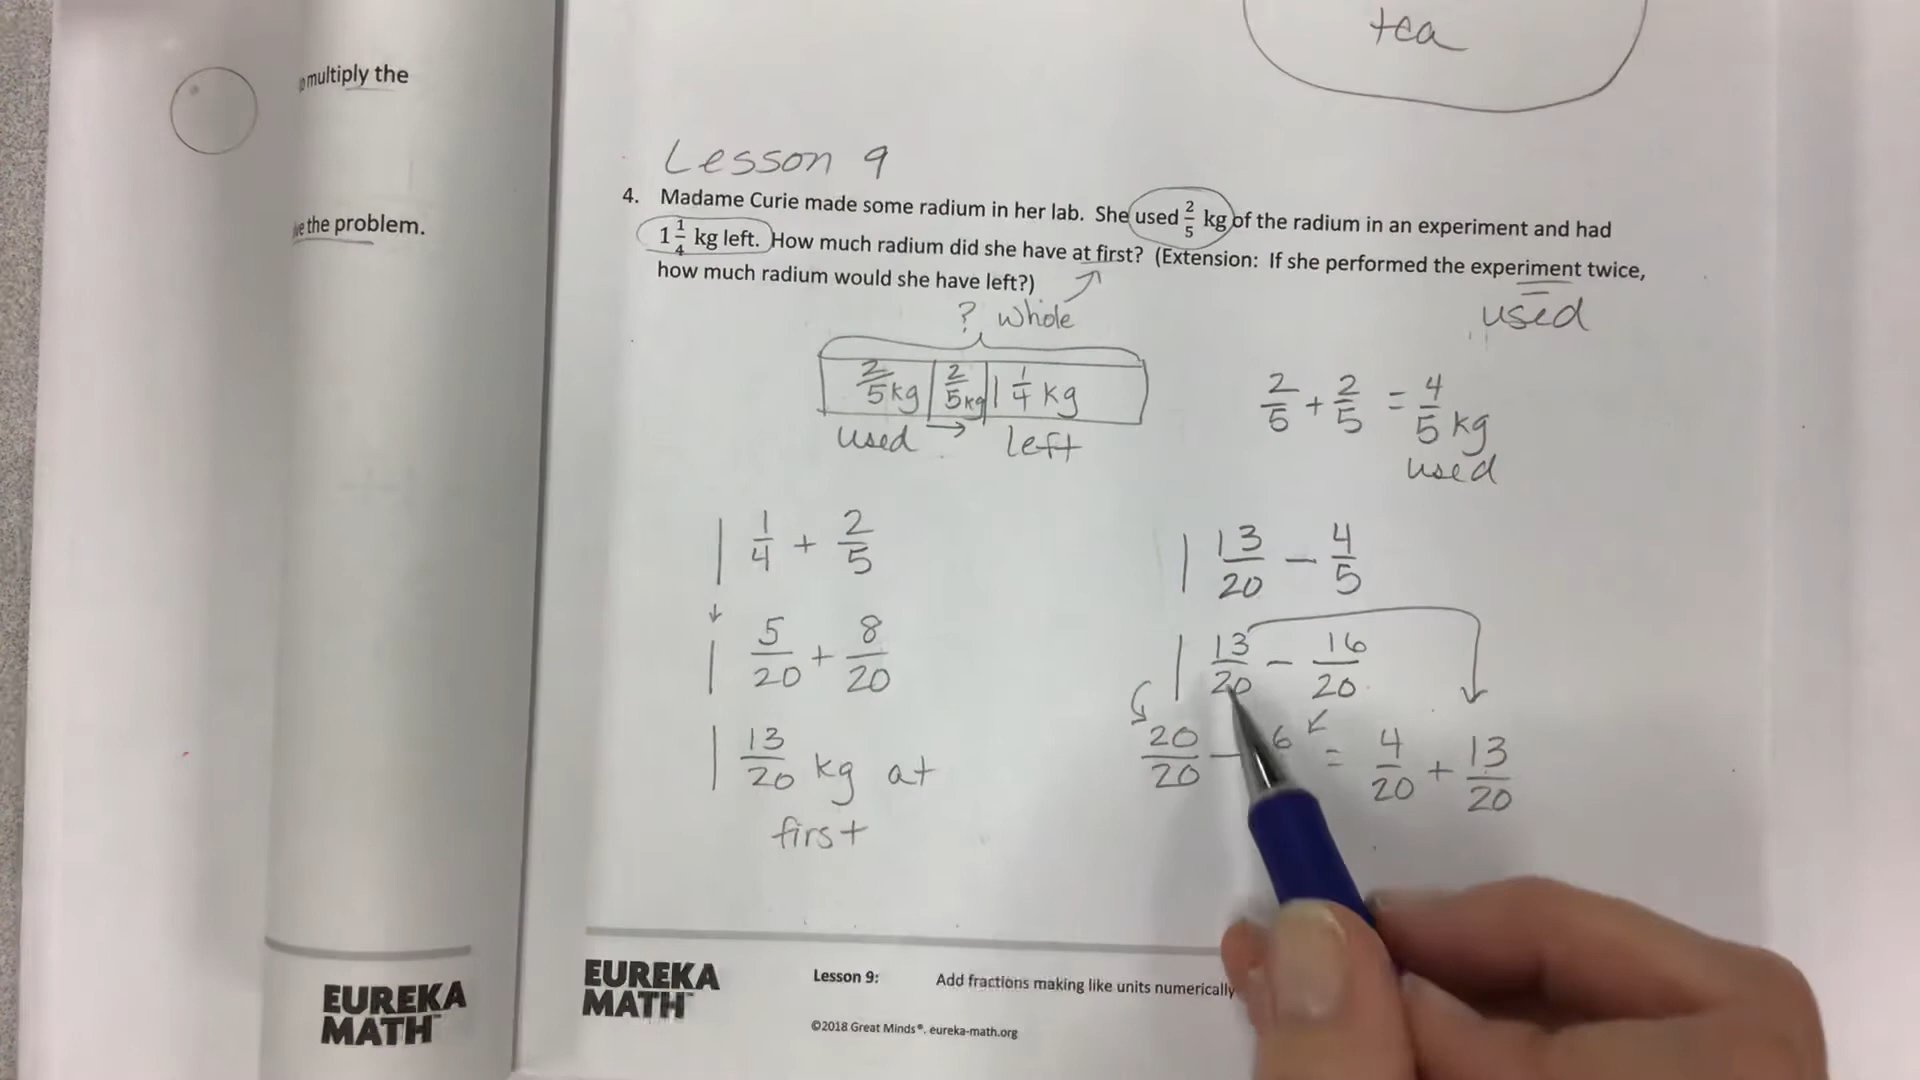 tea
multiply the
the problem.
Lesson 9
4. Madame Curie made some radium in her lab. She used 2/5 kg of the radium in an experiment and had
1 1/4 kg left. How much radium did she have at first? (Extension: If she performed the experiment twice,
how much radium would she have left?)
used
? whole
2/5 kg 2/5 kg 1 1/4 kg
used → left
2/5 + 2/5 = 4/5 kg
used
1 1/4 + 2/5
1 5/20 + 8/20
1 13/20 kg at
first
1 13/20 - 4/5
1 13/20 - 16/20
20/20 - 6 = 4/20 + 13/20
EUREKA
MATH™
EUREKA
MATH™
Lesson 9: Add fractions making like units numerically
©2018 Great Minds®. eureka-math.org